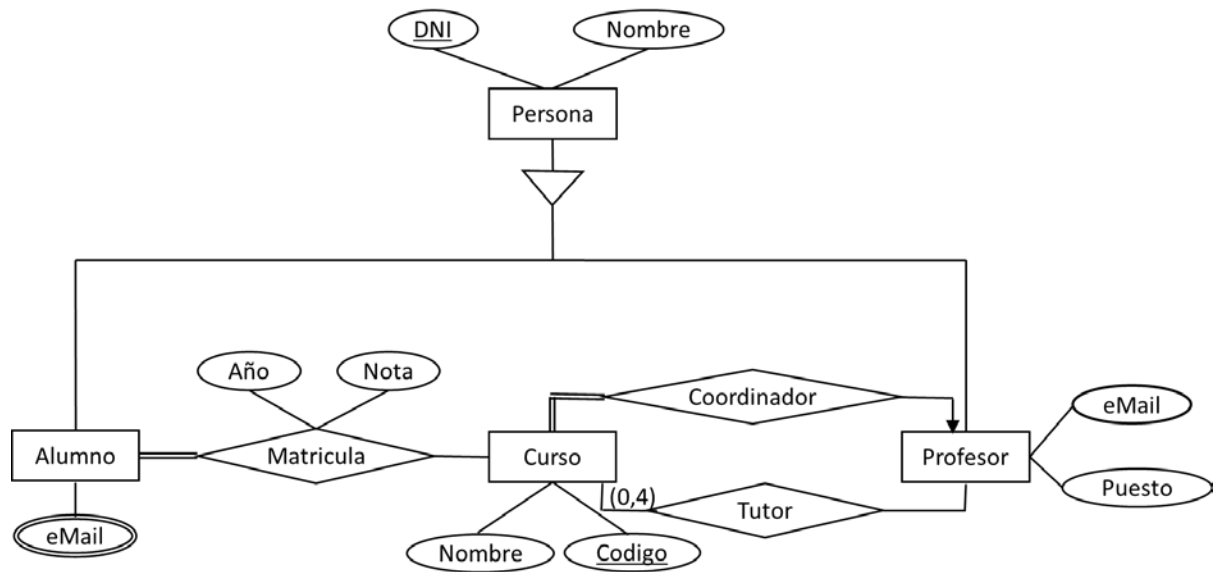 DNI
Nombre
Persona
Año
Nota
Coordinador
eMail
Alumno
Matricula
Curso
Profesor
(0,4)
Tutor
Puesto
eMail
Nombre
Codigo